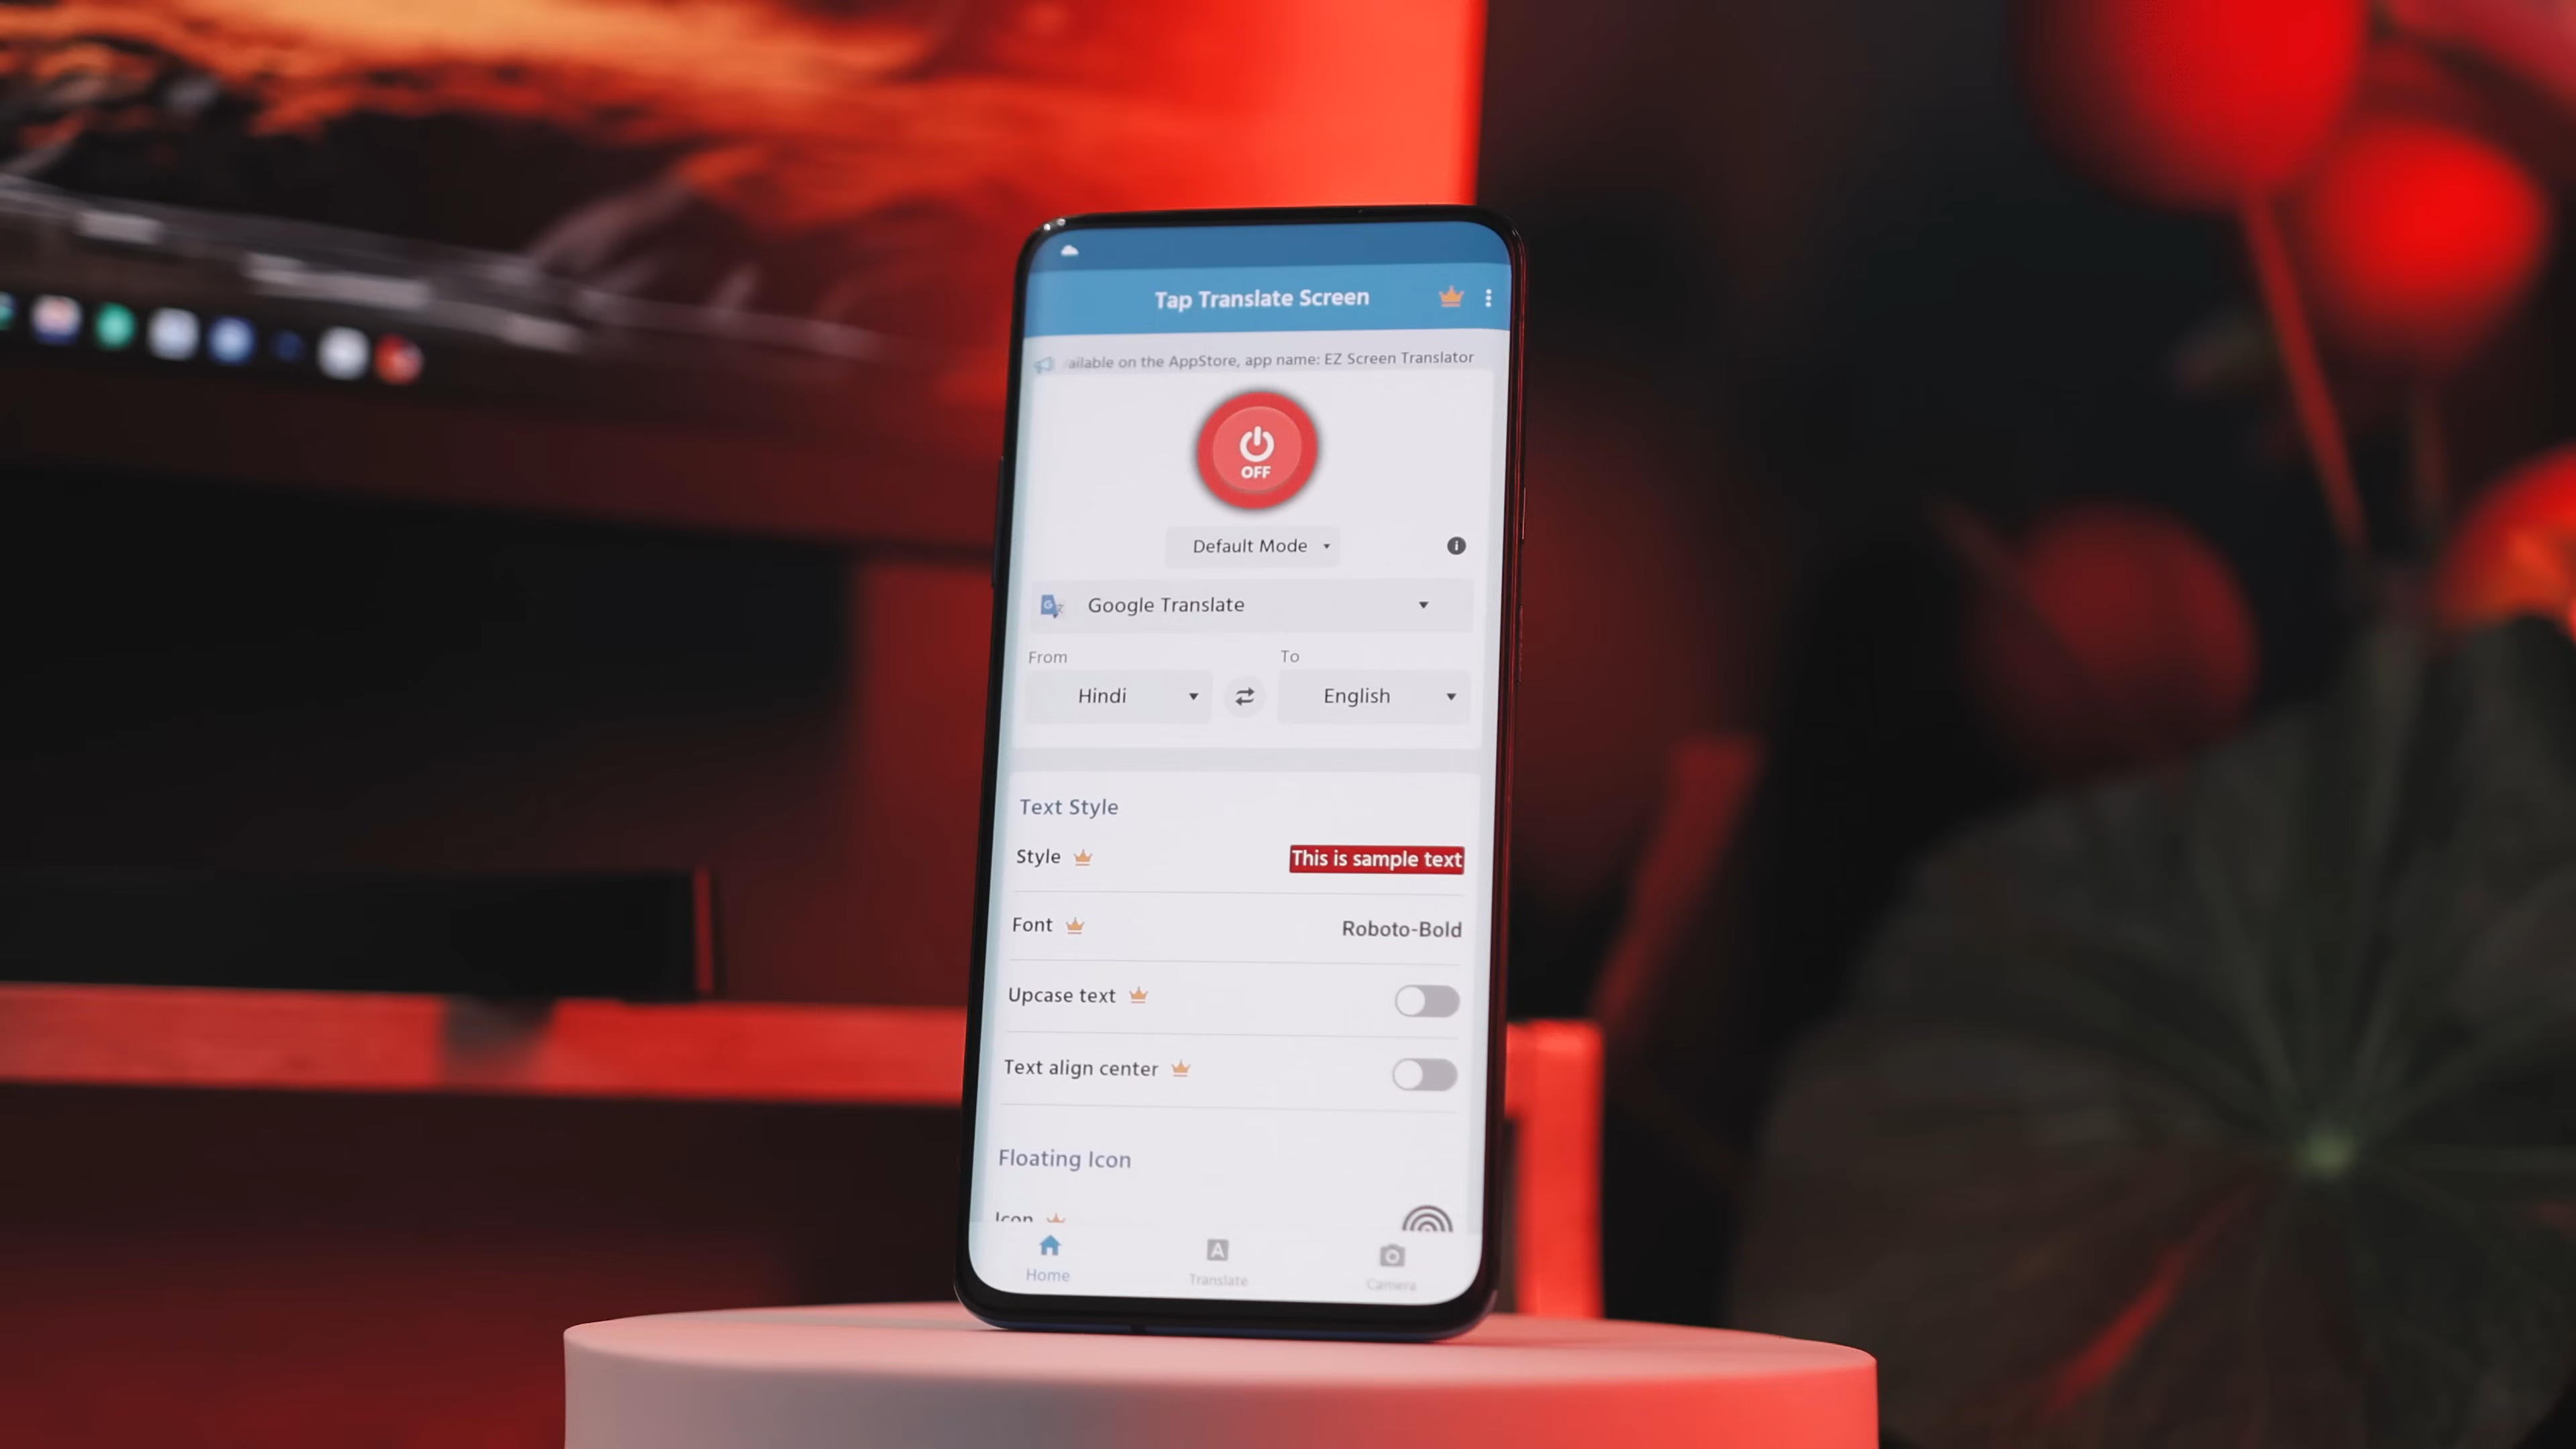 Tap Translate Screen
ailable on the AppStore, app name: EZ Screen Translator
OFF
Default Mode
Google Translate
From To
Hindi English
Text Style
Style This is sample text
Font Roboto-Bold
Upcase text
Text align center
Floating Icon
Icon
Home Translate Camera